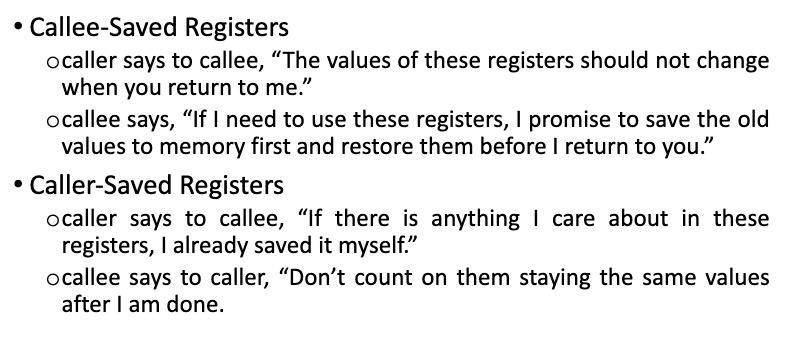 • Callee-Saved Registers
o caller says to callee, “The values of these registers should not change
when you return to me.”
o callee says, “If I need to use these registers, I promise to save the old
values to memory first and restore them before I return to you.”
• Caller-Saved Registers
o caller says to callee, “If there is anything I care about in these
registers, I already saved it myself.”
o callee says to caller, “Don’t count on them staying the same values
after I am done.